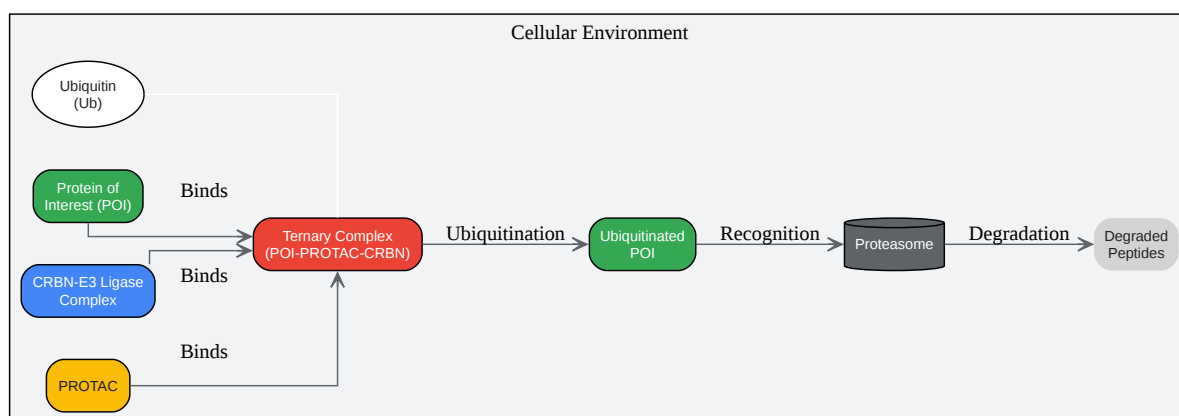 Cellular Environment
Ubiquitin
(Ub)
Protein of
Interest (POI)
Binds
CRBN-E3 Ligase
Complex
Binds
PROTAC
Binds
Ternary Complex
(POI-PROTAC-CRBN)
Ubiquitination
Ubiquitinated
POI
Recognition
Proteasome
Degradation
Degraded
Peptides